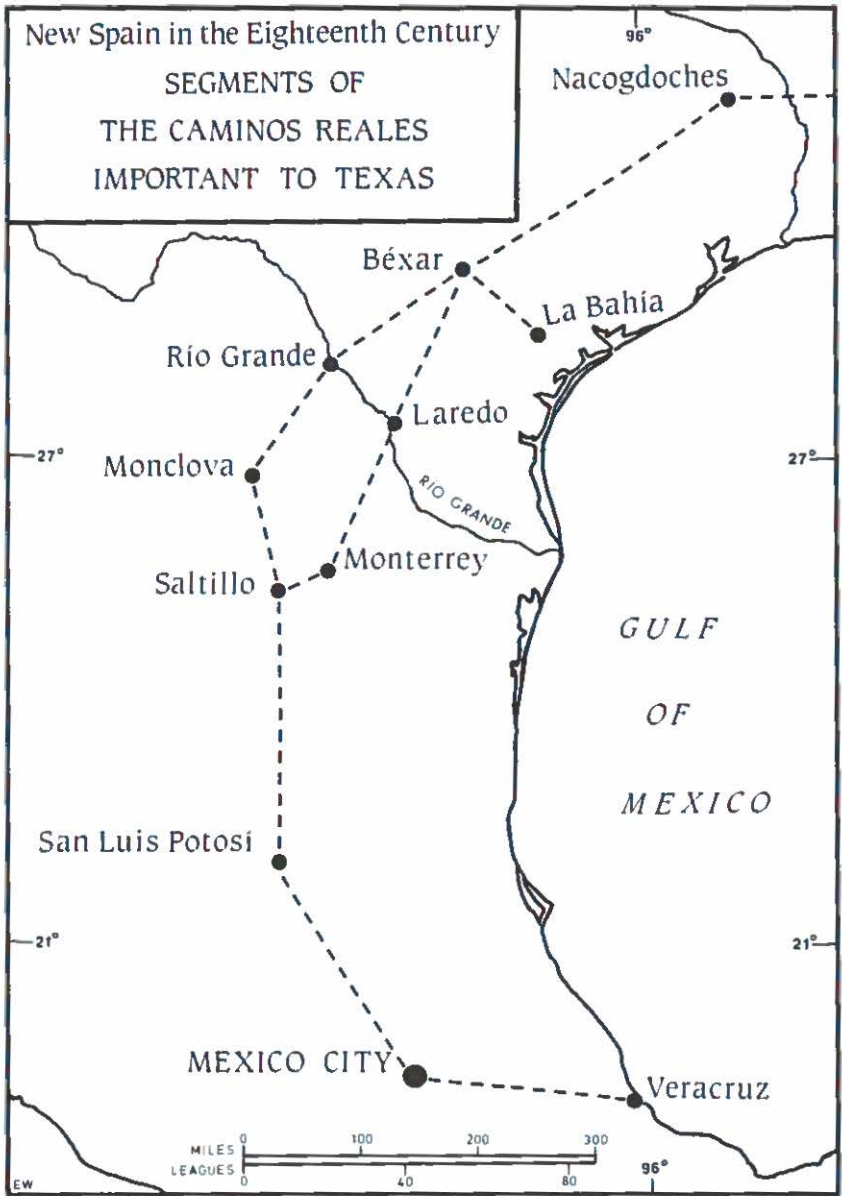 New Spain in the Eighteenth Century
SEGMENTS OF
THE CAMINOS REALES
IMPORTANT TO TEXAS
96°
Nacogdoches
Béxar
La Bahía
Río Grande
Laredo
27°
27°
Monclova
RÍO GRANDE
Monterrey
Saltillo
GULF
OF
MEXICO
San Luis Potosí
21°
21°
MEXICO CITY
Veracruz
MILES 0 100 200 300
LEAGUES 0 40 80
96°
EW